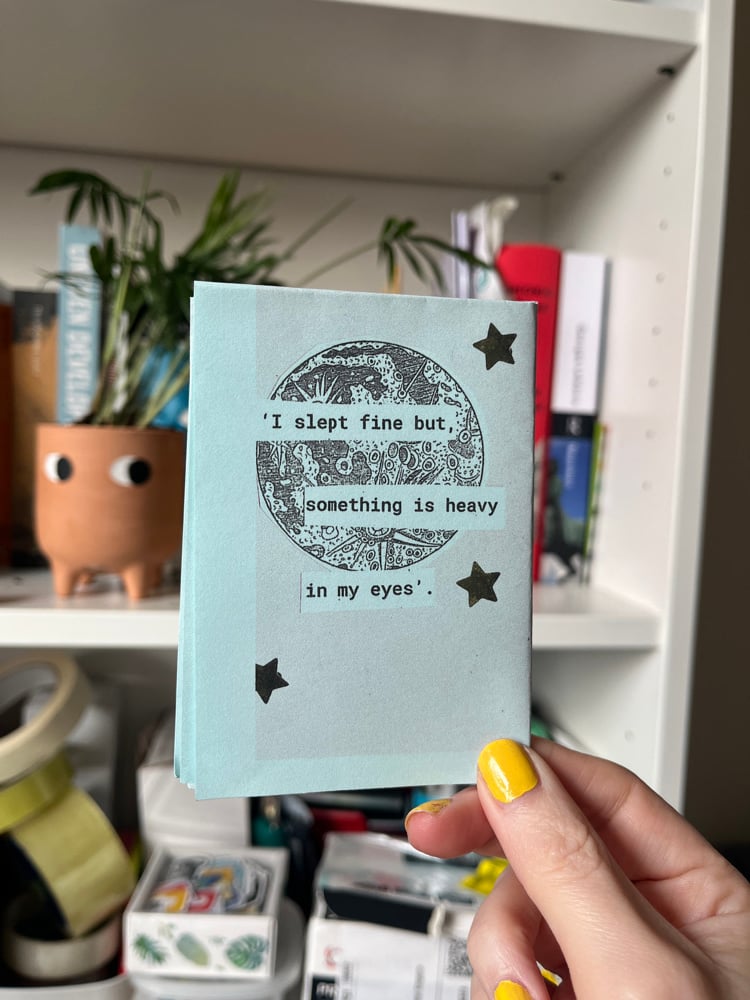 ‘I slept fine but,
something is heavy
in my eyes’.